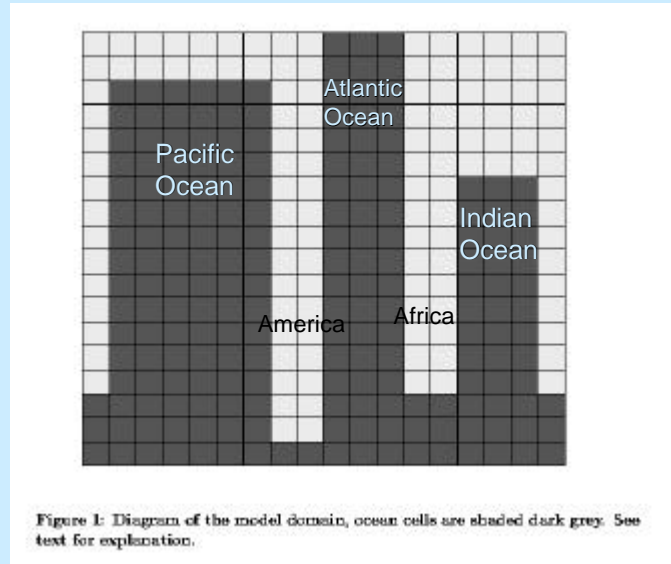 Atlantic
Ocean
Pacific
Ocean
Indian
Ocean
America
Africa
Figure 1: Diagram of the model domain, ocean cells are shaded dark grey. See
text for explanation.